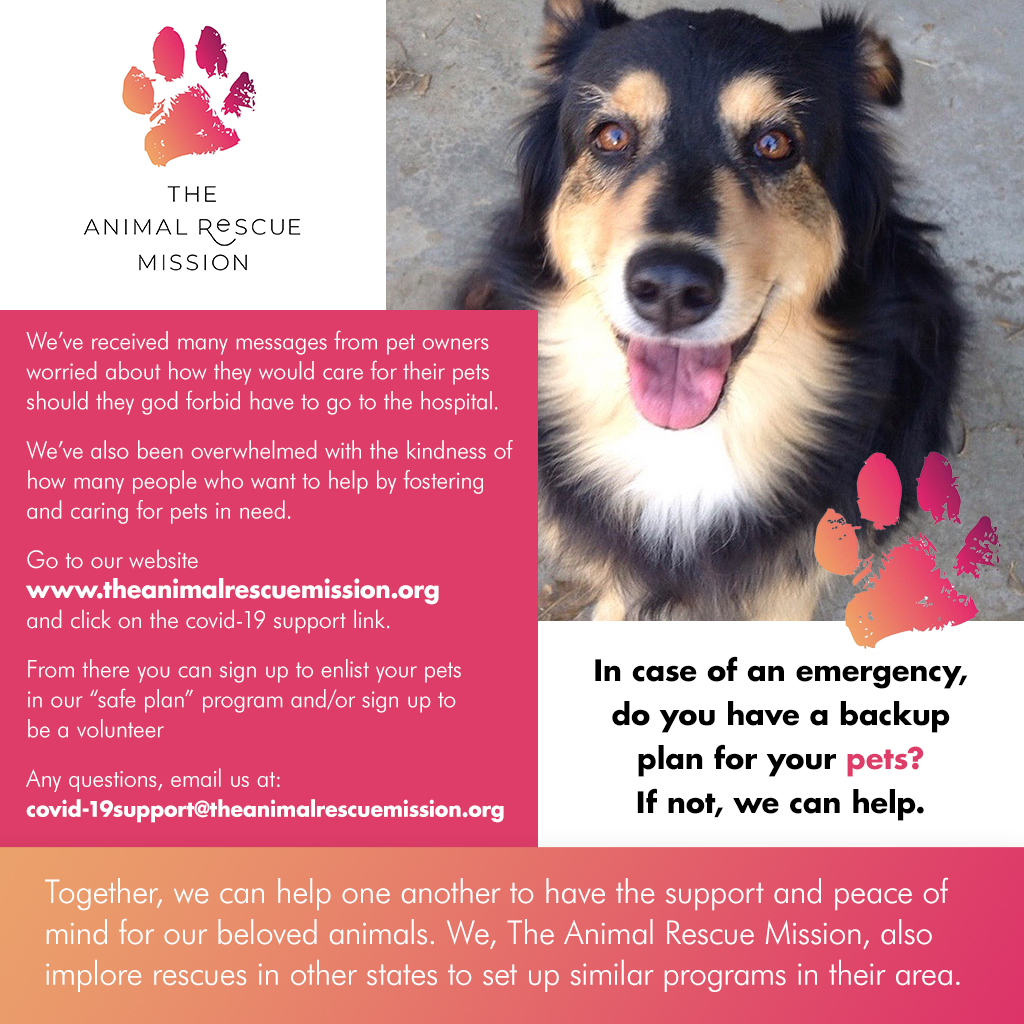 THE
ANIMAL ReSCUE
MISSION
We’ve received many messages from pet owners
worried about how they would care for their pets
should they god forbid have to go to the hospital.
We’ve also been overwhelmed with the kindness of
how many people who want to help by fostering
and caring for pets in need.
Go to our website
www.theanimalrescuemission.org
and click on the covid-19 support link.
From there you can sign up to enlist your pets
in our “safe plan” program and/or sign up to
be a volunteer
Any questions, email us at:
covid-19support@theanimalrescuemission.org
In case of an emergency,
do you have a backup
plan for your pets?
If not, we can help.
Together, we can help one another to have the support and peace of
mind for our beloved animals. We, The Animal Rescue Mission, also
implore rescues in other states to set up similar programs in their area.